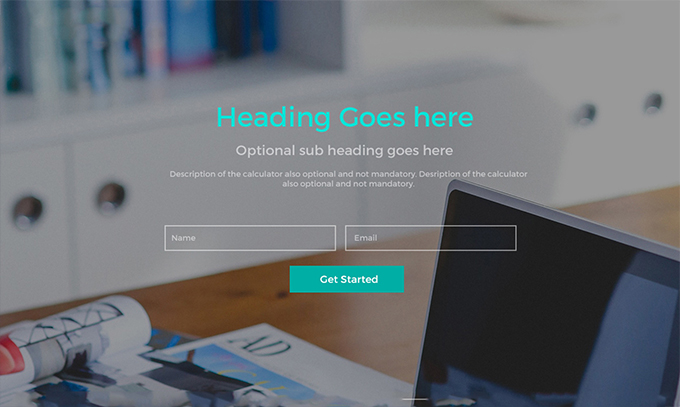 Heading Goes here
Optional sub heading goes here
Description of the calculator also optional and not mandatory. Desription of the calculator
also optional and not mandatory.
Name
Email
Get Started
AD